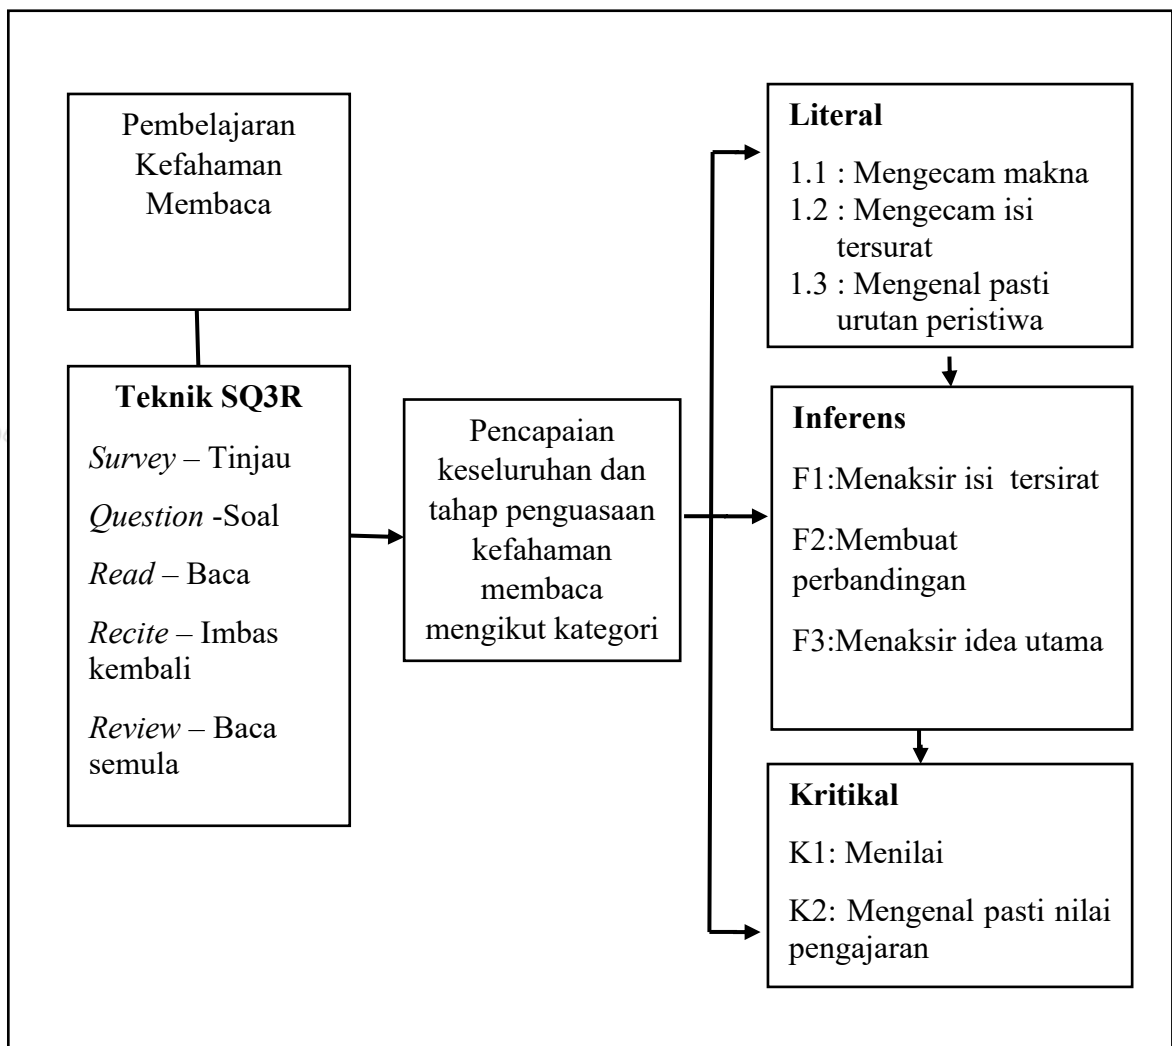 Pembelajaran
Kefahaman
Membaca
Teknik SQ3R
Survey – Tinjau
Question -Soal
Read – Baca
Recite – Imbas
kembali
Review – Baca
semula
Pencapaian
keseluruhan dan
tahap penguasaan
kefahaman
membaca
mengikut kategori
Literal
1.1 : Mengecam makna
1.2 : Mengecam isi
tersurat
1.3 : Mengenal pasti
urutan peristiwa
Inferens
F1:Menaksir isi tersirat
F2:Membuat
perbandingan
F3:Menaksir idea utama
Kritikal
K1: Menilai
K2: Mengenal pasti nilai
pengajaran